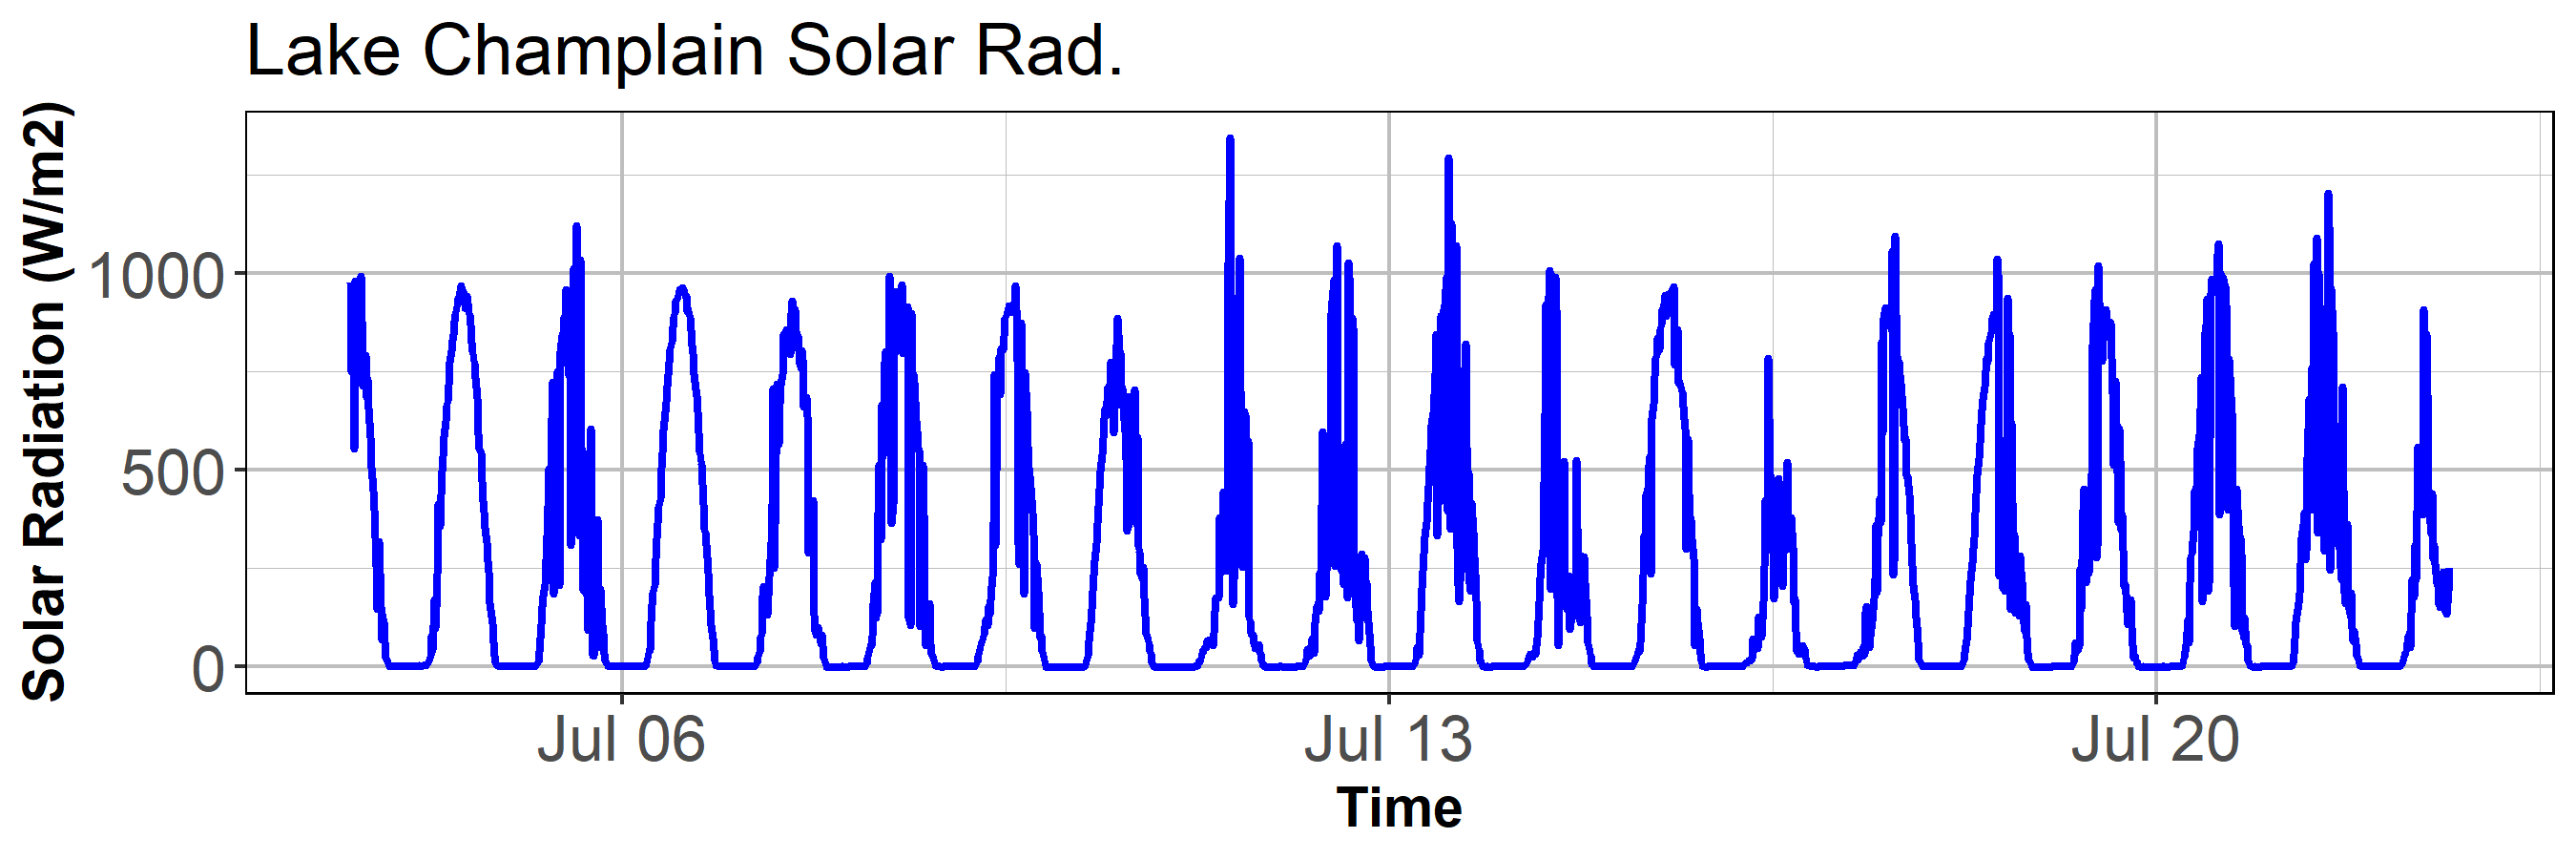 Lake Champlain Solar Rad.
Solar Radiation (W/m2)
1000
500
0
Jul 06
Jul 13
Jul 20
Time